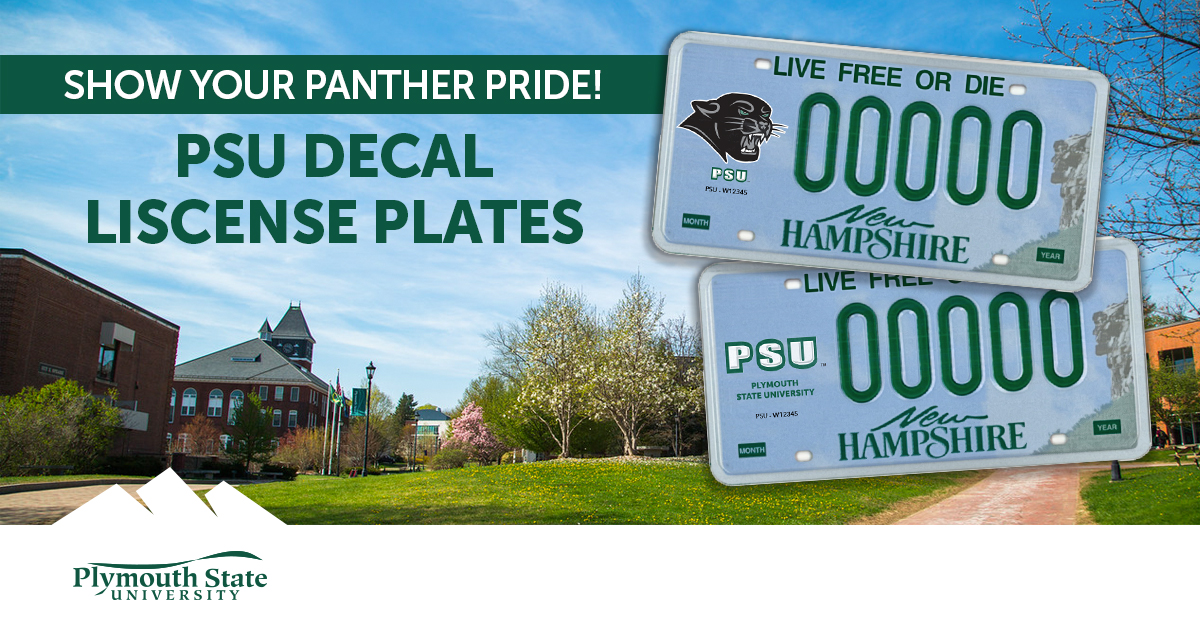 SHOW YOUR PANTHER PRIDE!
PSU DECAL
LISCENSE PLATES
LIVE FREE OR DIE
00000
PSU
PSU - W12345
MONTH
New
HAMPSHIRE
YEAR
LIVE FREE
00000
PSU™
PLYMOUTH
STATE UNIVERSITY
PSU - W12345
MONTH
New
HAMPSHIRE
YEAR
Plymouth State
UNIVERSITY